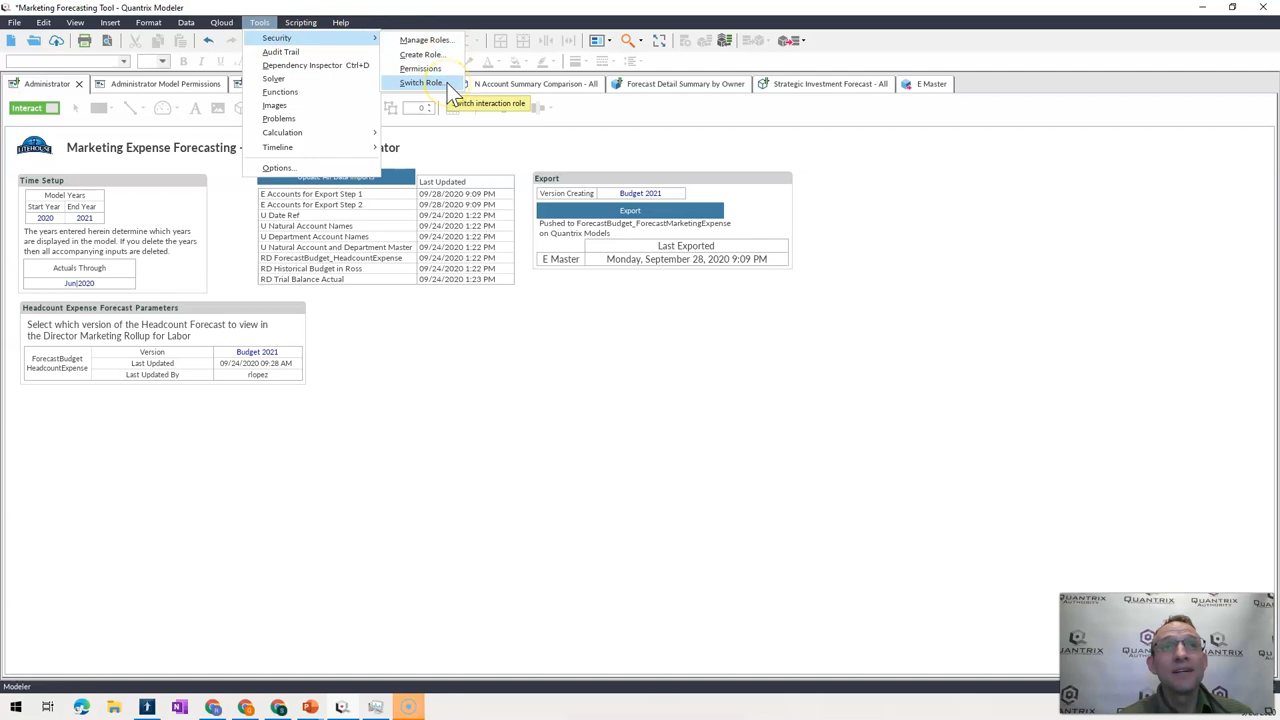 *Marketing Forecasting Tool - Quantrix Modeler
File Edit View Insert Format Data Qloud Tools Scripting Help
Security
Audit Trail
Dependency Inspector Ctrl+D
Solver
Functions
Images
Problems
Calculation
Timeline
Options...
Manage Roles...
Create Role...
Permissions
Switch Role...
Switch interaction role
Administrator
Administrator Model Permissions
N Account Summary Comparison - All
Forecast Detail Summary by Owner
Strategic Investment Forecast - All
E Master
Interact
0
LITEHOUSE
Marketing Expense Forecasting -
Time Setup
Model Years
Start Year End Year
2020 2021
The years entered herein determine which years
are displayed in the model. If you delete the years
then all accompanying inputs are deleted.
Actuals Through
Jun|2020
Update All Data Imports
Last Updated
E Accounts for Export Step 1 09/28/2020 9:09 PM
E Accounts for Export Step 2 09/28/2020 9:09 PM
U Date Ref 09/24/2020 1:22 PM
U Natural Account Names 09/24/2020 1:22 PM
U Department Account Names 09/24/2020 1:22 PM
U Natural Account and Department Master 09/24/2020 1:22 PM
RD ForecastBudget_HeadcountExpense 09/24/2020 1:22 PM
RD Historical Budget in Ross 09/24/2020 1:22 PM
RD Trial Balance Actual 09/24/2020 1:23 PM
Export
Version Creating Budget 2021
Export
Pushed to ForecastBudget_ForecastMarketingExpense
on Quantrix Models
Last Exported
E Master Monday, September 28, 2020 9:09 PM
Headcount Expense Forecast Parameters
Select which version of the Headcount Forecast to view in
the Director Marketing Rollup for Labor
ForecastBudget
HeadcountExpense
Version Budget 2021
Last Updated 09/24/2020 09:28 AM
Last Updated By rlopez
QUANTRIX
AUTHORITY
QUANTRIX
AUTHORITY
Modeler